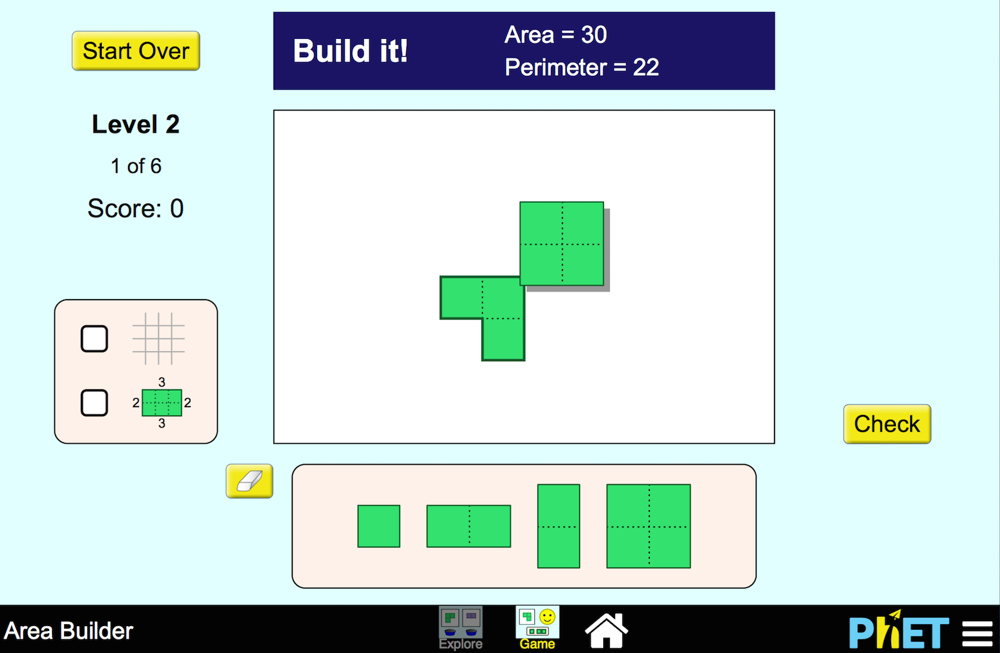 Start Over
Build it!
Area = 30
Perimeter = 22
Level 2
1 of 6
Score: 0
3
2 2
3
Check
Area Builder
Explore
Game
PhET